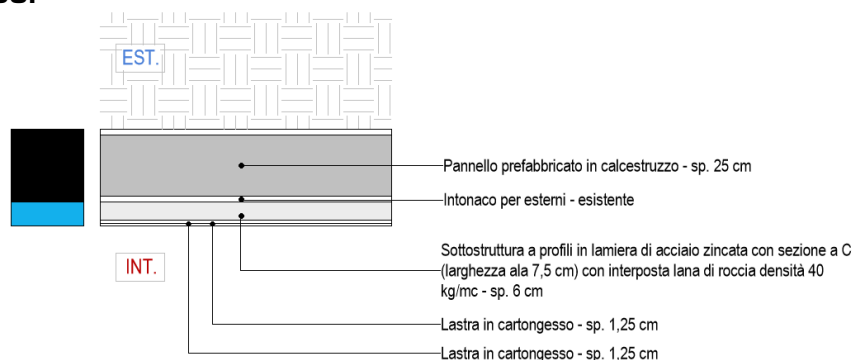 EST.
Pannello prefabbricato in calcestruzzo - sp. 25 cm
Intonaco per esterni - esistente
Sottostruttura a profili in lamiera di acciaio zincata con sezione a C
(larghezza ala 7,5 cm) con interposta lana di roccia densità 40
kg/mc - sp. 6 cm
INT.
Lastra in cartongesso - sp. 1,25 cm
Lastra in cartongesso - sp. 1,25 cm